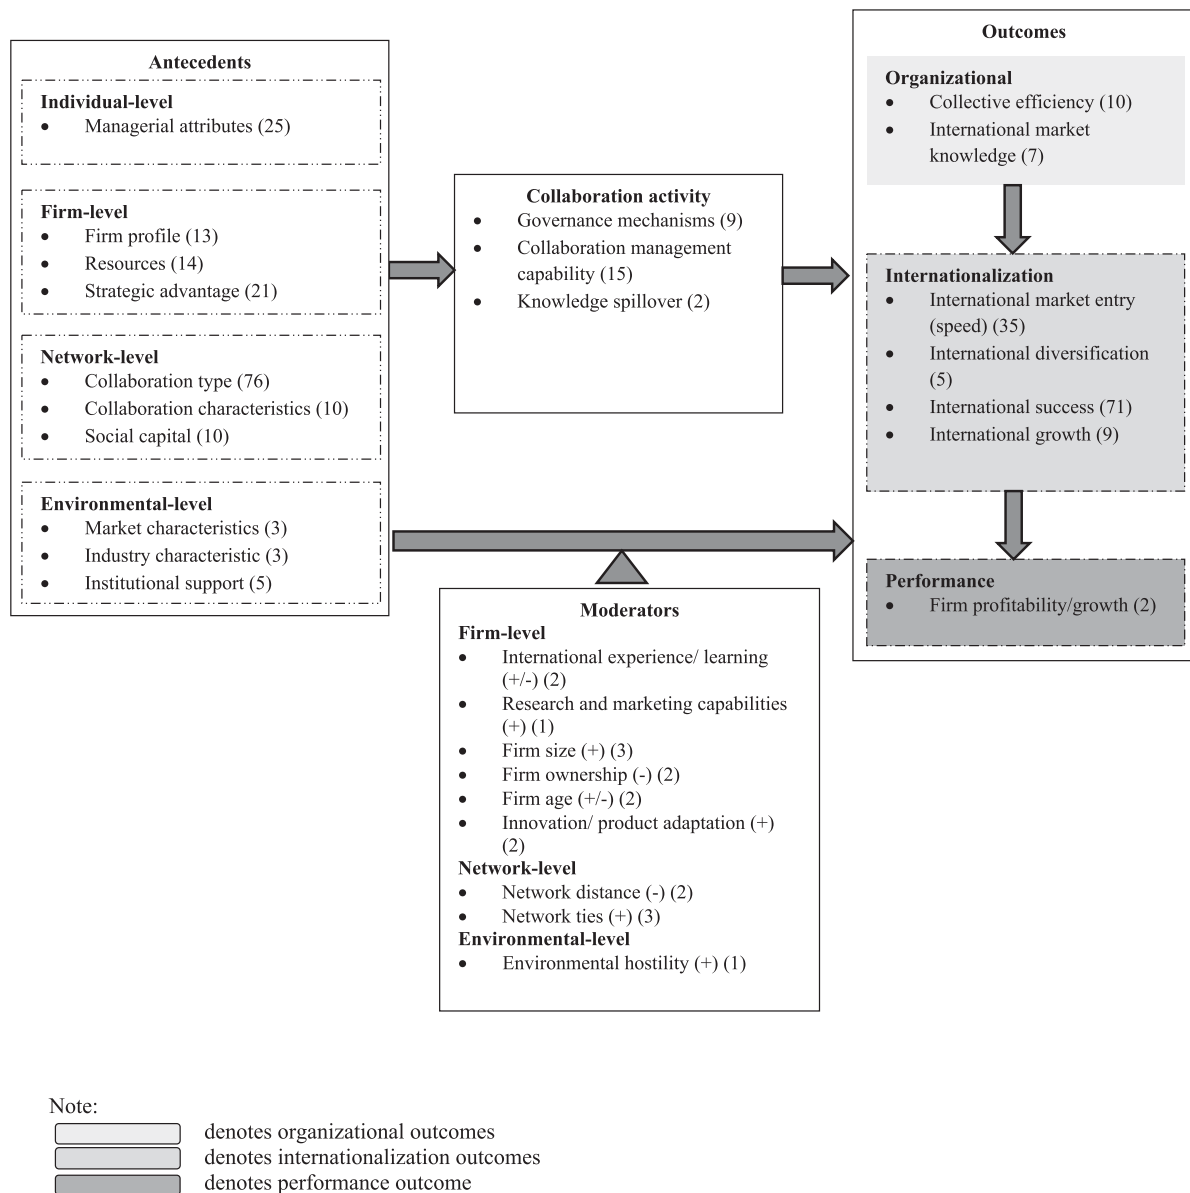 Antecedents
Individual-level
• Managerial attributes (25)
Firm-level
• Firm profile (13)
• Resources (14)
• Strategic advantage (21)
Network-level
• Collaboration type (76)
• Collaboration characteristics (10)
• Social capital (10)
Environmental-level
• Market characteristics (3)
• Industry characteristic (3)
• Institutional support (5)
Collaboration activity
• Governance mechanisms (9)
• Collaboration management
capability (15)
• Knowledge spillover (2)
Moderators
Firm-level
• International experience/ learning
(+/-) (2)
• Research and marketing capabilities
(+) (1)
• Firm size (+) (3)
• Firm ownership (-) (2)
• Firm age (+/-) (2)
• Innovation/ product adaptation (+)
(2)
Network-level
• Network distance (-) (2)
• Network ties (+) (3)
Environmental-level
• Environmental hostility (+) (1)
Outcomes
Organizational
• Collective efficiency (10)
• International market
knowledge (7)
Internationalization
• International market entry
(speed) (35)
• International diversification
(5)
• International success (71)
• International growth (9)
Performance
• Firm profitability/growth (2)
Note:
denotes organizational outcomes
denotes internationalization outcomes
denotes performance outcome